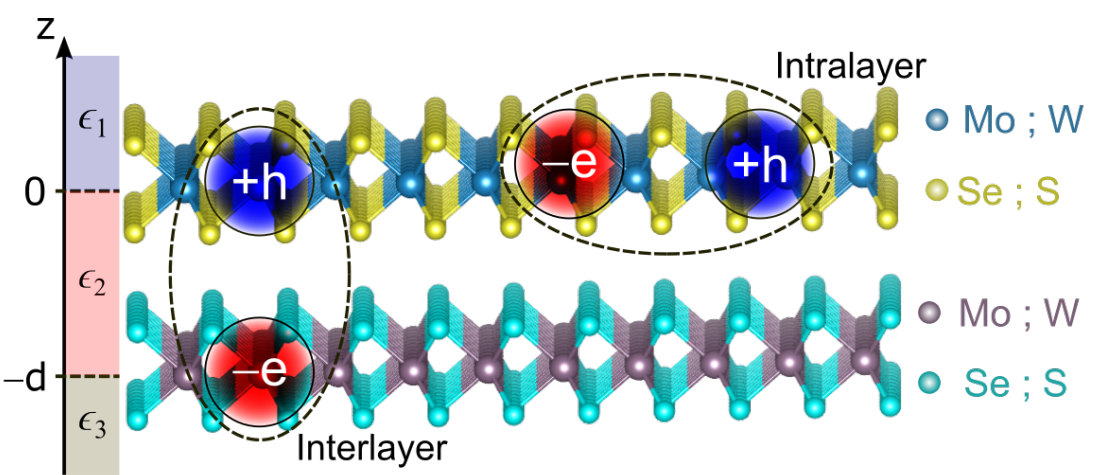 z
Intralayer
ϵ1
Mo ; W
−e
+h
+h
0
Se ; S
ϵ2
Mo ; W
−d
−e
Se ; S
ϵ3
Interlayer